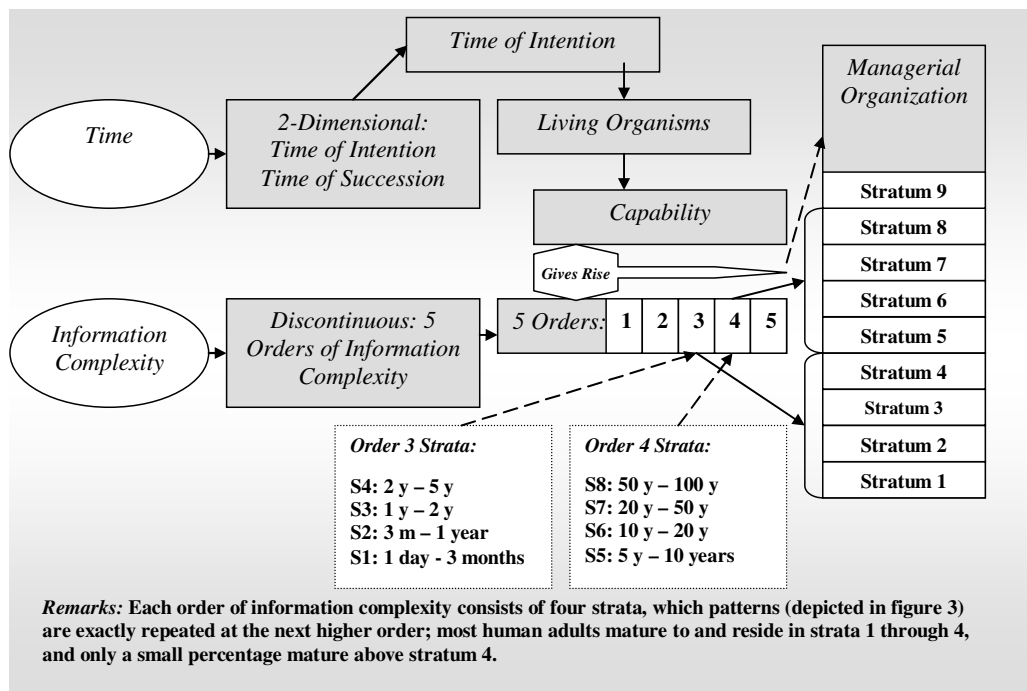 Time of Intention
Managerial
Organization
Time
2-Dimensional:
Time of Intention
Time of Succession
Living Organisms
Capability
Gives Rise
Information
Complexity
Discontinuous: 5
Orders of Information
Complexity
5 Orders: 1 2 3 4 5
Stratum 9
Stratum 8
Stratum 7
Stratum 6
Stratum 5
Stratum 4
Stratum 3
Stratum 2
Stratum 1
Order 3 Strata:
S4: 2 y – 5 y
S3: 1 y – 2 y
S2: 3 m – 1 year
S1: 1 day - 3 months
Order 4 Strata:
S8: 50 y – 100 y
S7: 20 y – 50 y
S6: 10 y – 20 y
S5: 5 y – 10 years
Remarks: Each order of information complexity consists of four strata, which patterns (depicted in figure 3)
are exactly repeated at the next higher order; most human adults mature to and reside in strata 1 through 4,
and only a small percentage mature above stratum 4.